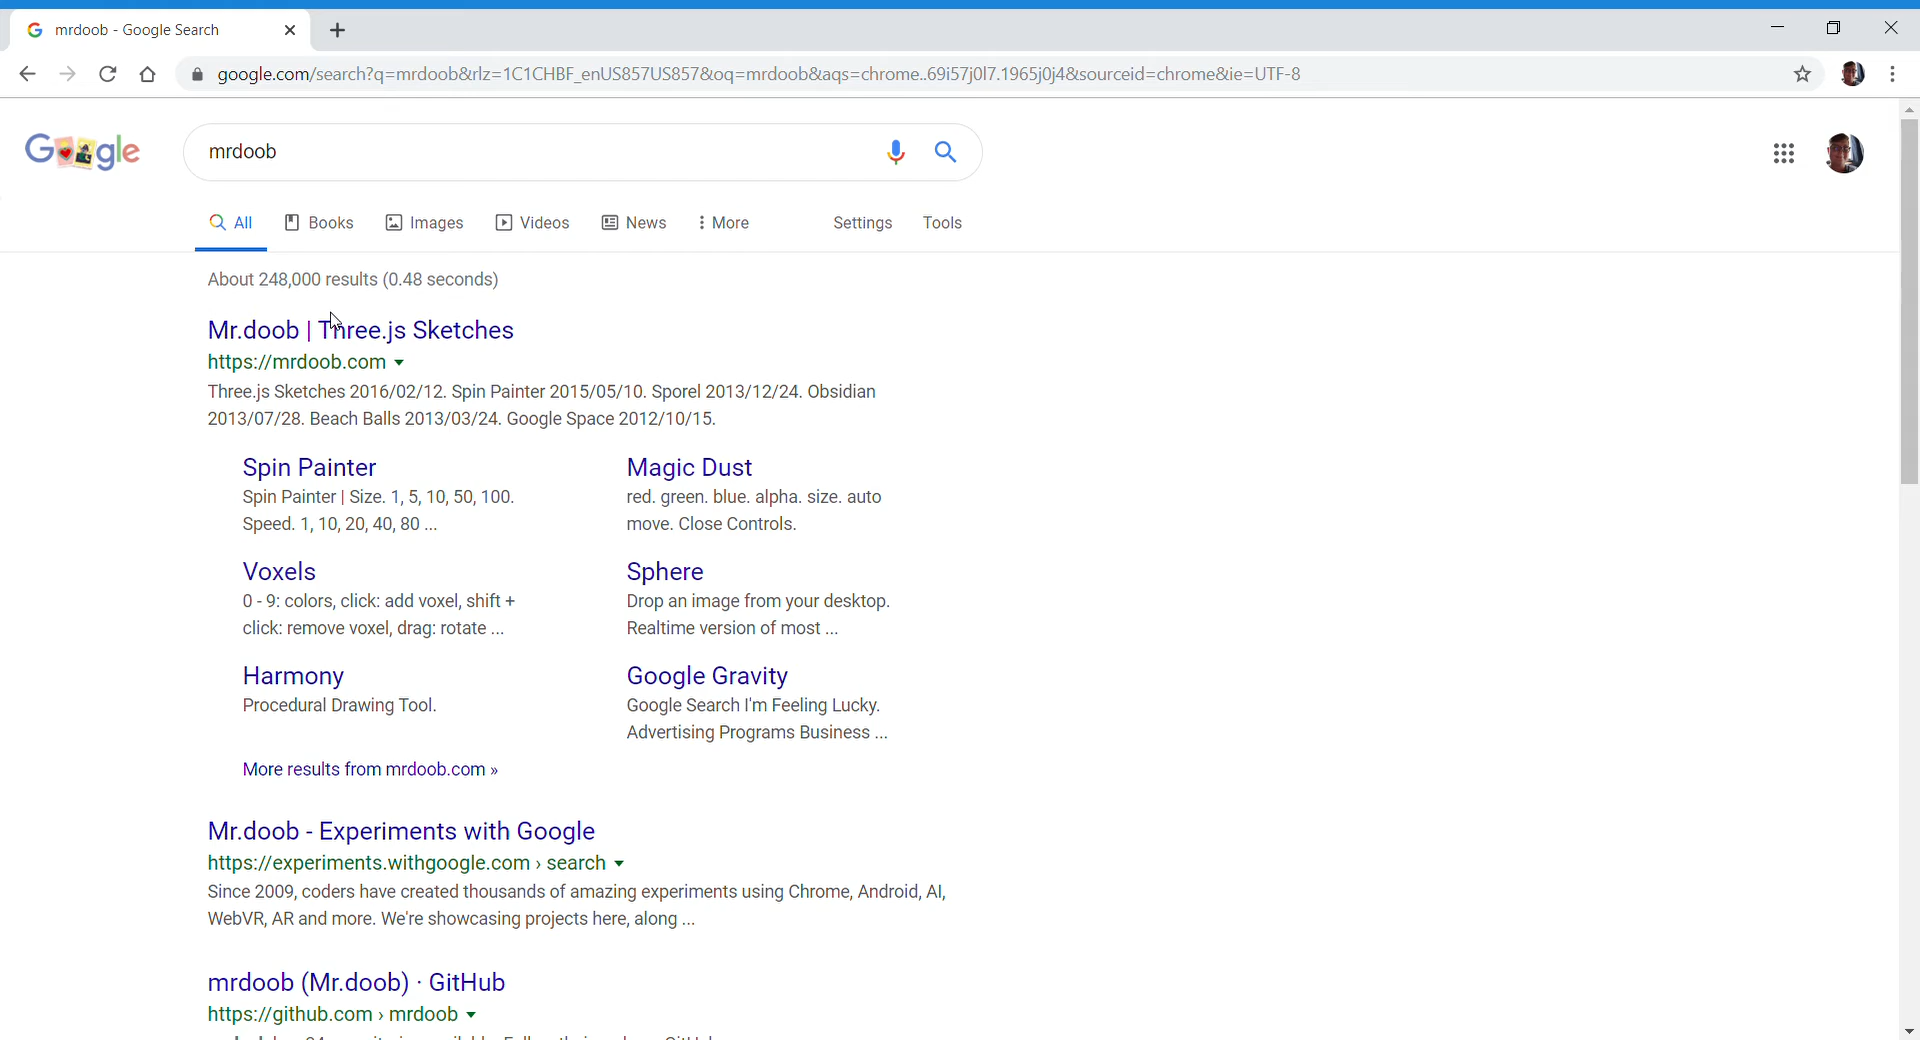 mrdoob - Google Search
google.com/search?q=mrdoob&rlz=1C1CHBF_enUS857US857&oq=mrdoob&aqs=chrome..69i57j0l7.1965j0j4&sourceid=chrome&ie=UTF-8
Google
mrdoob
All Books Images Videos News More Settings Tools
About 248,000 results (0.48 seconds)
Mr.doob | Three.js Sketches
https://mrdoob.com
Three.js Sketches 2016/02/12. Spin Painter 2015/05/10. Sporel 2013/12/24. Obsidian
2013/07/28. Beach Balls 2013/03/24. Google Space 2012/10/15.
Spin Painter
Spin Painter | Size. 1, 5, 10, 50, 100.
Speed. 1, 10, 20, 40, 80 ...
Magic Dust
red. green. blue. alpha. size. auto
move. Close Controls.
Voxels
0 - 9: colors, click: add voxel, shift +
click: remove voxel, drag: rotate ...
Sphere
Drop an image from your desktop.
Realtime version of most ...
Harmony
Procedural Drawing Tool.
Google Gravity
Google Search I'm Feeling Lucky.
Advertising Programs Business ...
More results from mrdoob.com »
Mr.doob - Experiments with Google
https://experiments.withgoogle.com › search
Since 2009, coders have created thousands of amazing experiments using Chrome, Android, AI,
WebVR, AR and more. We're showcasing projects here, along ...
mrdoob (Mr.doob) · GitHub
https://github.com › mrdoob